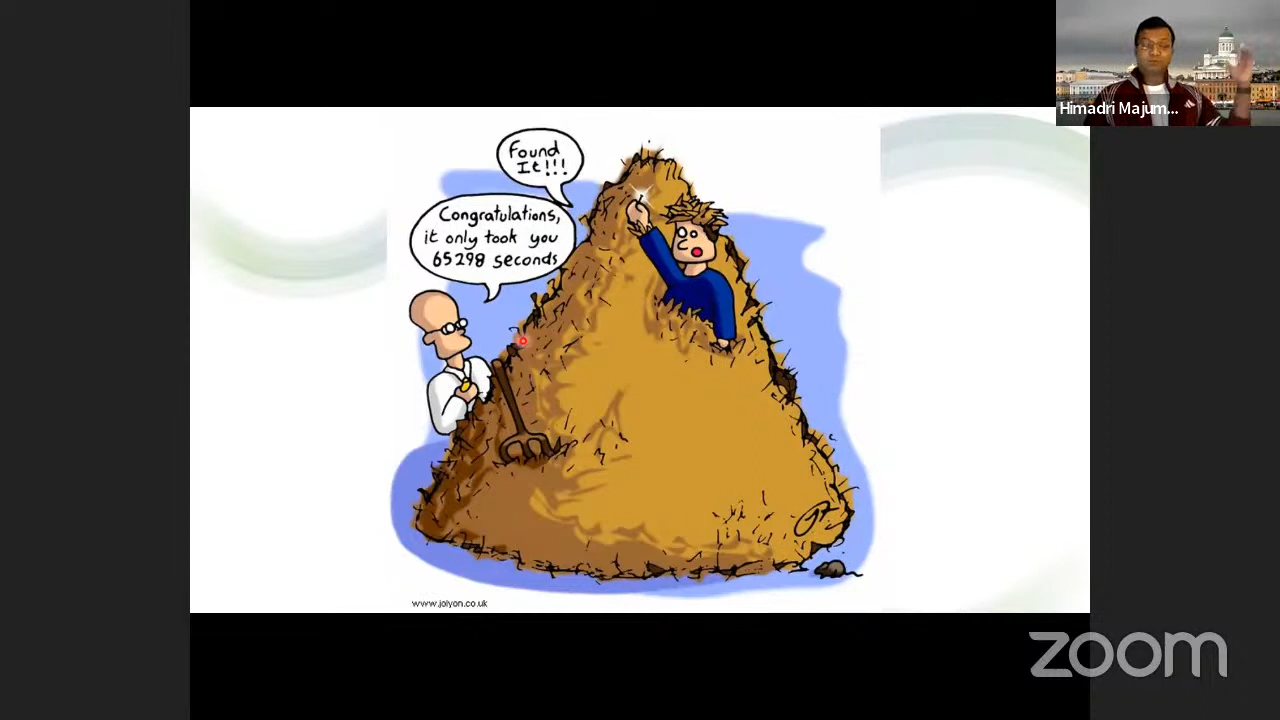 Himadri Majum...
Found
It!!!
Congratulations,
it only took you
65298 seconds
www.jolyon.co.uk
zoom